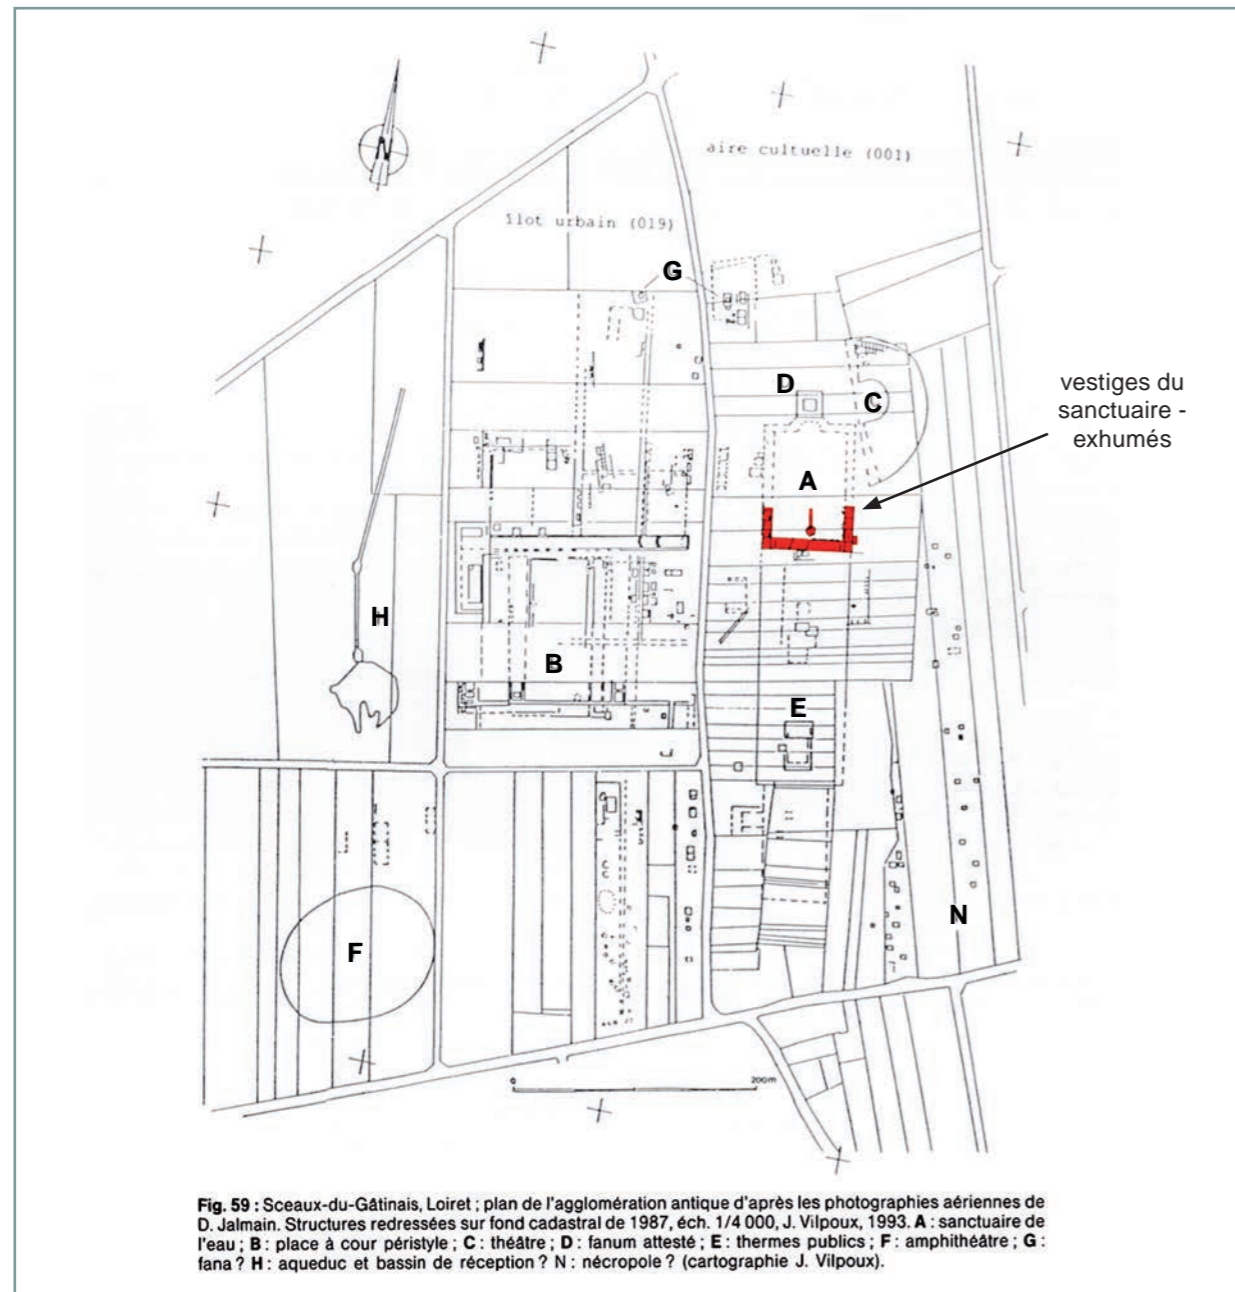 N
aire cultuelle (001)
îlot urbain (019)
G
vestiges du
sanctuaire -
exhumés
D
C
A
H
B
E
N
F
0
200m
Fig. 59 : Sceaux-du-Gâtinais, Loiret ; plan de l'agglomération antique d'après les photographies aériennes de
D. Jalmain. Structures redressées sur fond cadastral de 1987, éch. 1/4 000, J. Vilpoux, 1993. A : sanctuaire de
l'eau ; B : place à cour péristyle ; C : théâtre ; D : fanum attesté ; E : thermes publics ; F : amphithéâtre ; G :
fana ? H : aqueduc et bassin de réception ? N : nécropole ? (cartographie J. Vilpoux).